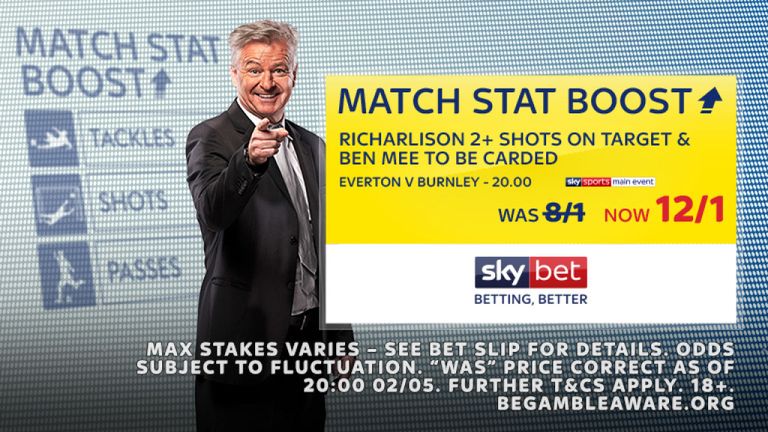 MATCH STAT
BOOST
TACKLES
SHOTS
PASSES
MATCH STAT BOOST
RICHARLISON 2+ SHOTS ON TARGET &
BEN MEE TO BE CARDED
EVERTON V BURNLEY - 20.00
sky sports main event
WAS 8/1 NOW 12/1
sky bet
BETTING, BETTER
MAX STAKES VARIES – SEE BET SLIP FOR DETAILS. ODDS
SUBJECT TO FLUCTUATION. “WAS” PRICE CORRECT AS OF
20:00 02/05. FURTHER T&CS APPLY. 18+.
BEGAMBLEAWARE.ORG